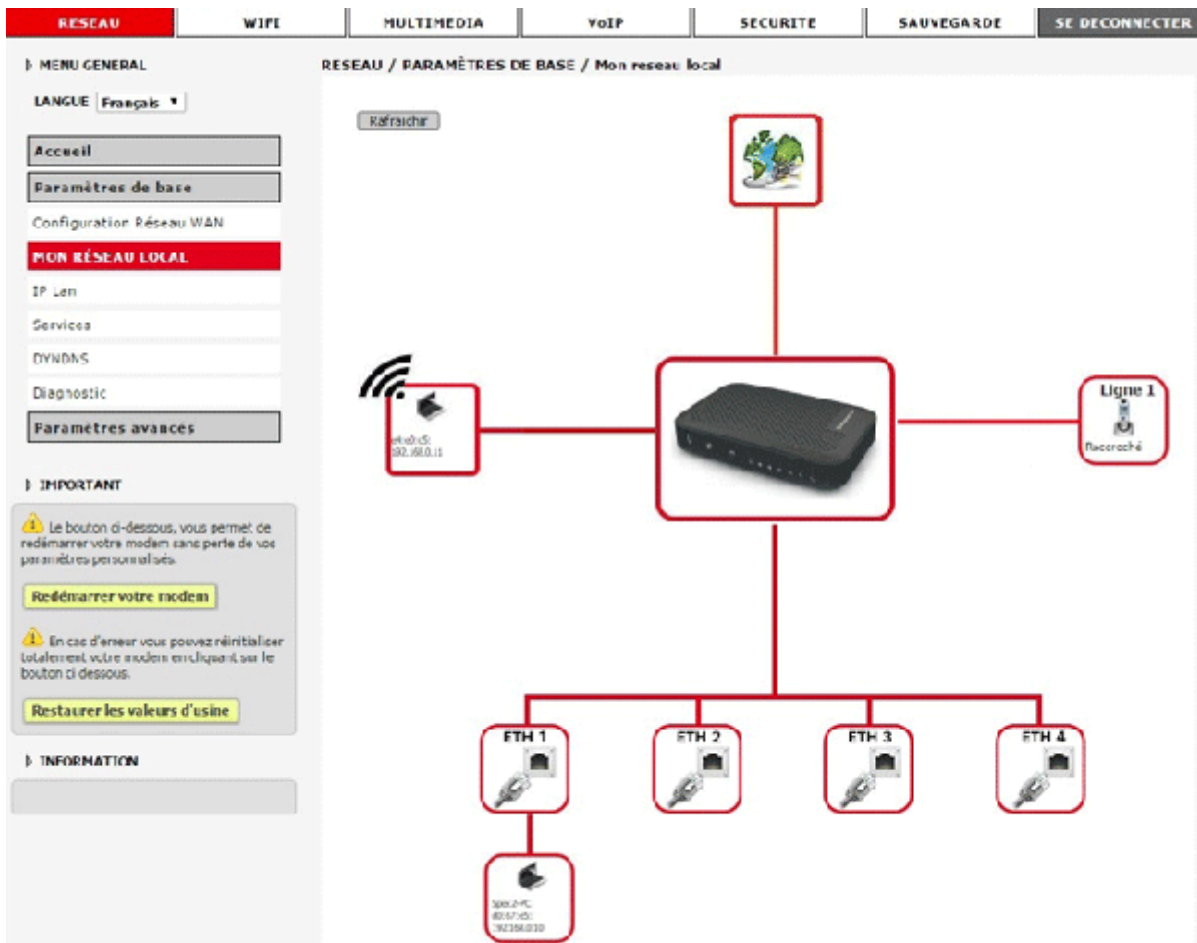 RESEAU
WIFI
MULTIMEDIA
VOIP
SECURITE
SAUVEGARDE
SE DECONNECTER
MENU GENERAL
LANGUE Français
Accueil
Paramètres de base
Configuration Réseau WAN
MON RÉSEAU LOCAL
IP Lan
Services
DYNDNS
Diagnostic
Paramètres avancés
IMPORTANT
Le bouton ci-dessous, vous permet de
redémarrer votre modem sans perte de vos
paramètres personnalisés.
Redémarrer votre modem
En cas d'erreur vous pouvez réinitialiser
totalement votre modem en cliquant sur le
bouton ci dessous.
Restaurer les valeurs d'usine
INFORMATION
RESEAU / PARAMÈTRES DE BASE / Mon reseau local
Rafraichir
192.168.0.11
Ligne 1
Raccroché
ETH 1
ETH 2
ETH 3
ETH 4